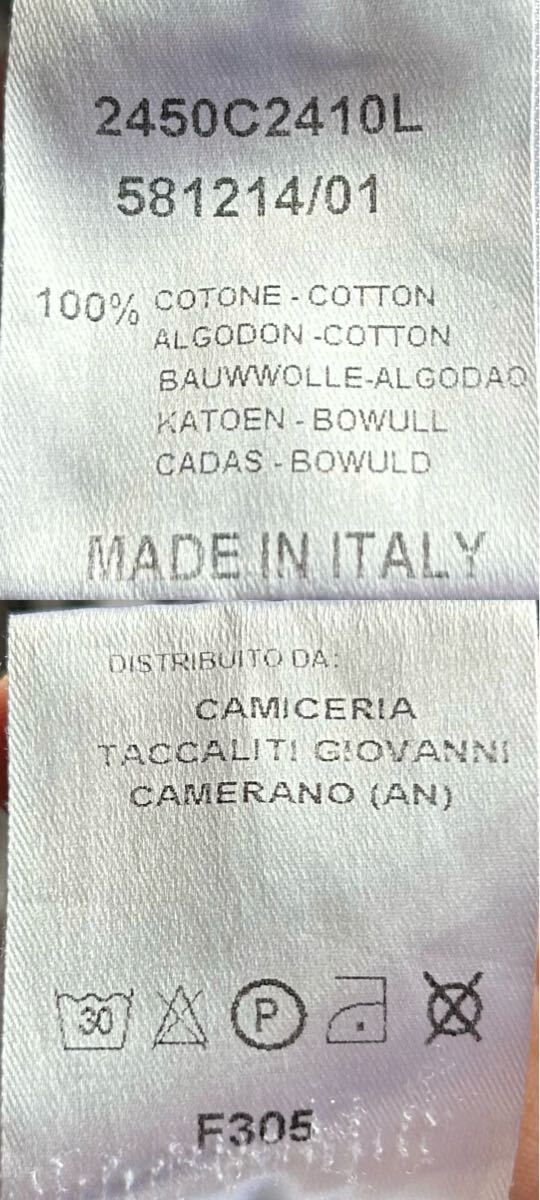 2450C2410L
581214/01
100% COTONE - COTTON
ALGODON -COTTON
BAUWWOLLE-ALGODAO
KATOEN - BOWULL
CADAS - BOWULD
MADE IN ITALY
DISTRIBUITO DA:
CAMICERIA
TACCALITI GIOVANNI
CAMERANO (AN)
30 P
F305